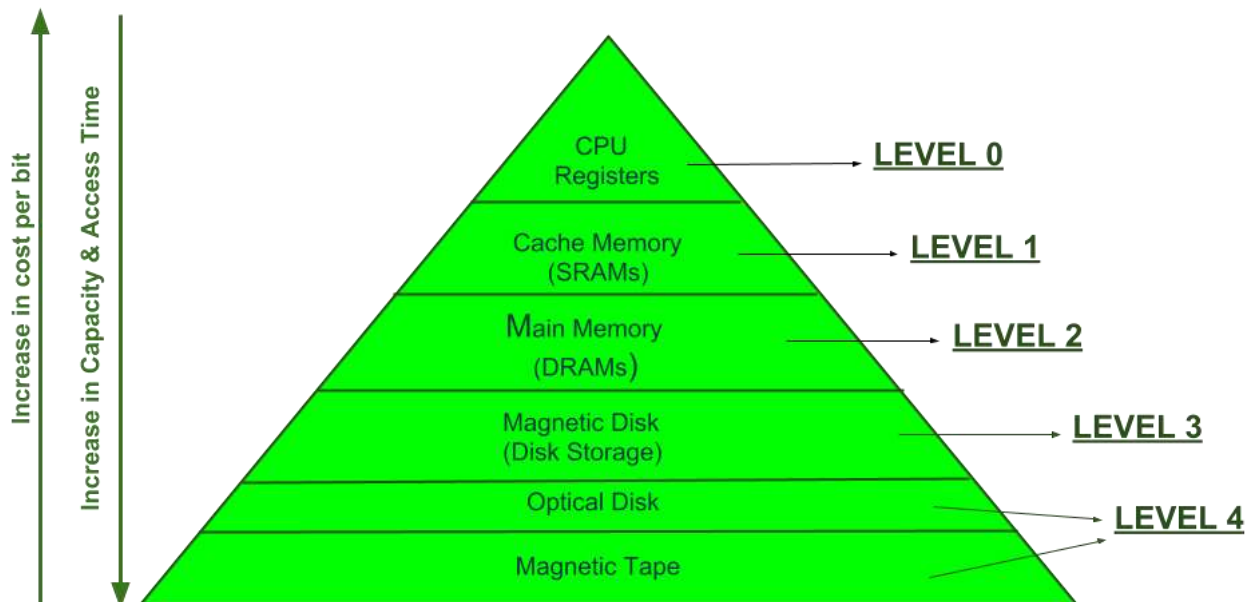 Increase in cost per bit
Increase in Capacity & Access Time
CPU
Registers
LEVEL 0
Cache Memory
(SRAMs)
LEVEL 1
Main Memory
(DRAMs)
LEVEL 2
Magnetic Disk
(Disk Storage)
LEVEL 3
Optical Disk
LEVEL 4
Magnetic Tape